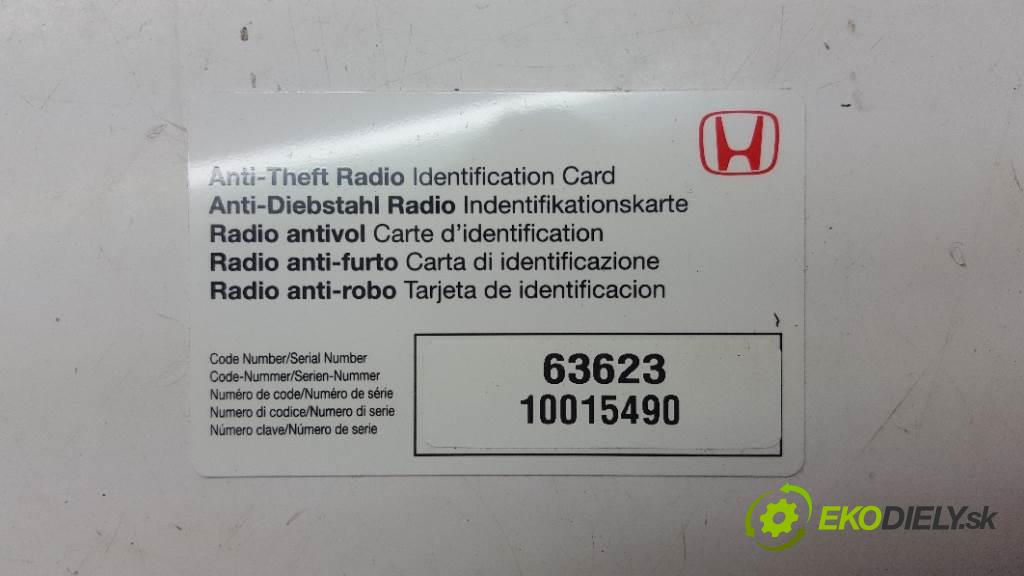 Anti-Theft Radio Identification Card
Anti-Diebstahl Radio Indentifikationskarte
Radio antivol Carte d'identification
Radio anti-furto Carta di identificazione
Radio anti-robo Tarjeta de identificacion
Code Number/Serial Number
Code-Nummer/Serien-Nummer
Numéro de code/Numéro de série
Numero di codice/Numero di serie
Número clave/Número de serie
63623
10015490
EKODIELY.sk